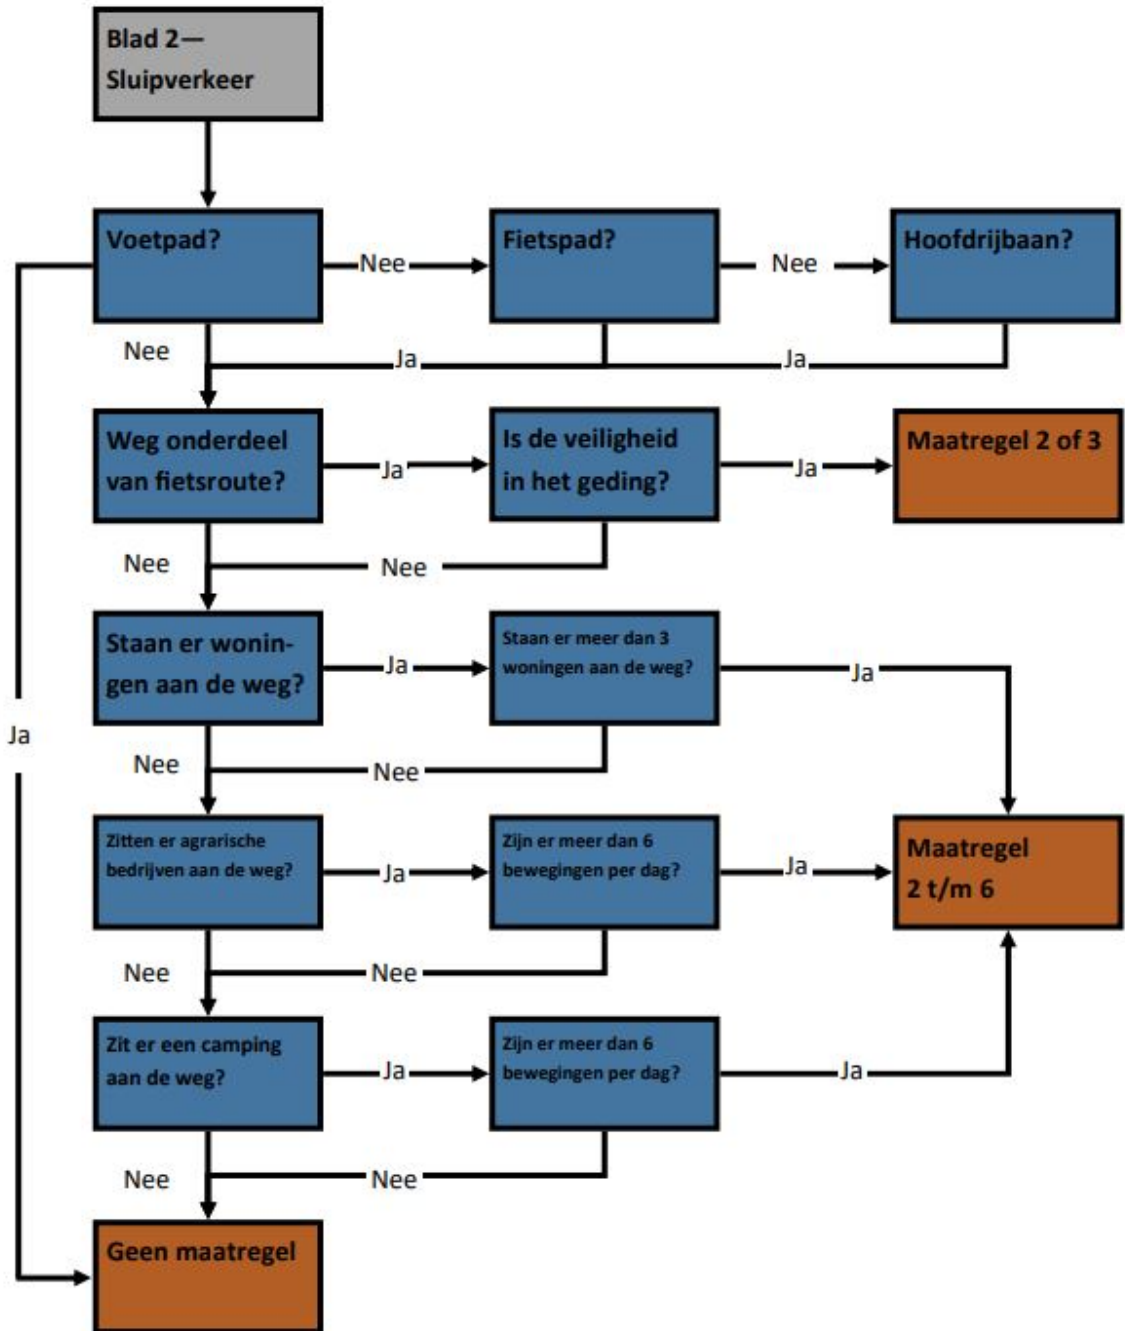 Blad 2—
Sluipverkeer
Voetpad?
Nee
Fietspad?
Nee
Hoofdrijbaan?
Nee
Ja
Ja
Weg onderdeel
van fietsroute?
Ja
Is de veiligheid
in het geding?
Ja
Maatregel 2 of 3
Nee
Nee
Staan er wonin-
gen aan de weg?
Ja
Staan er meer dan 3
woningen aan de weg?
Ja
Ja
Nee
Nee
Zitten er agrarische
bedrijven aan de weg?
Ja
Zijn er meer dan 6
bewegingen per dag?
Ja
Maatregel
2 t/m 6
Nee
Nee
Zit er een camping
aan de weg?
Ja
Zijn er meer dan 6
bewegingen per dag?
Ja
Nee
Nee
Geen maatregel